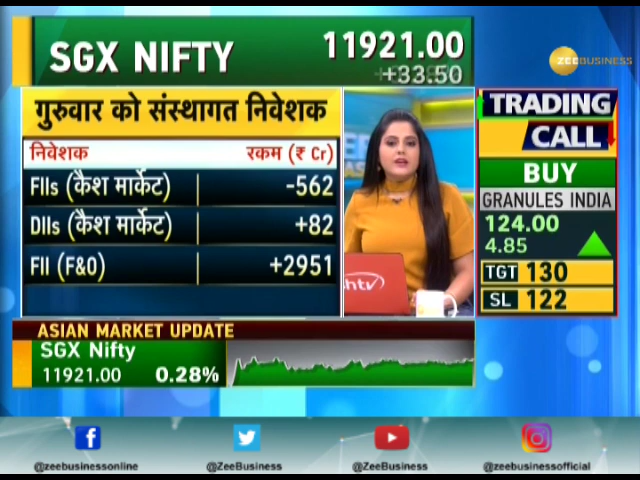 SGX NIFTY
11921.00
+33.50
ZEEBUSINESS
गुरुवार को संस्थागत निवेशक
निवेशक रकम (₹ Cr)
FIIs (कैश मार्केट) -562
DIIs (कैश मार्केट) +82
FII (F&O) +2951
htv
TRADING
CALL
BUY
GRANULES INDIA
124.00
4.85
TGT 130
SL 122
ASIAN MARKET UPDATE
SGX Nifty
11921.00 0.28%
@zeebusinessonline @ZeeBusiness @ZeeBusiness @zeebusinessofficial